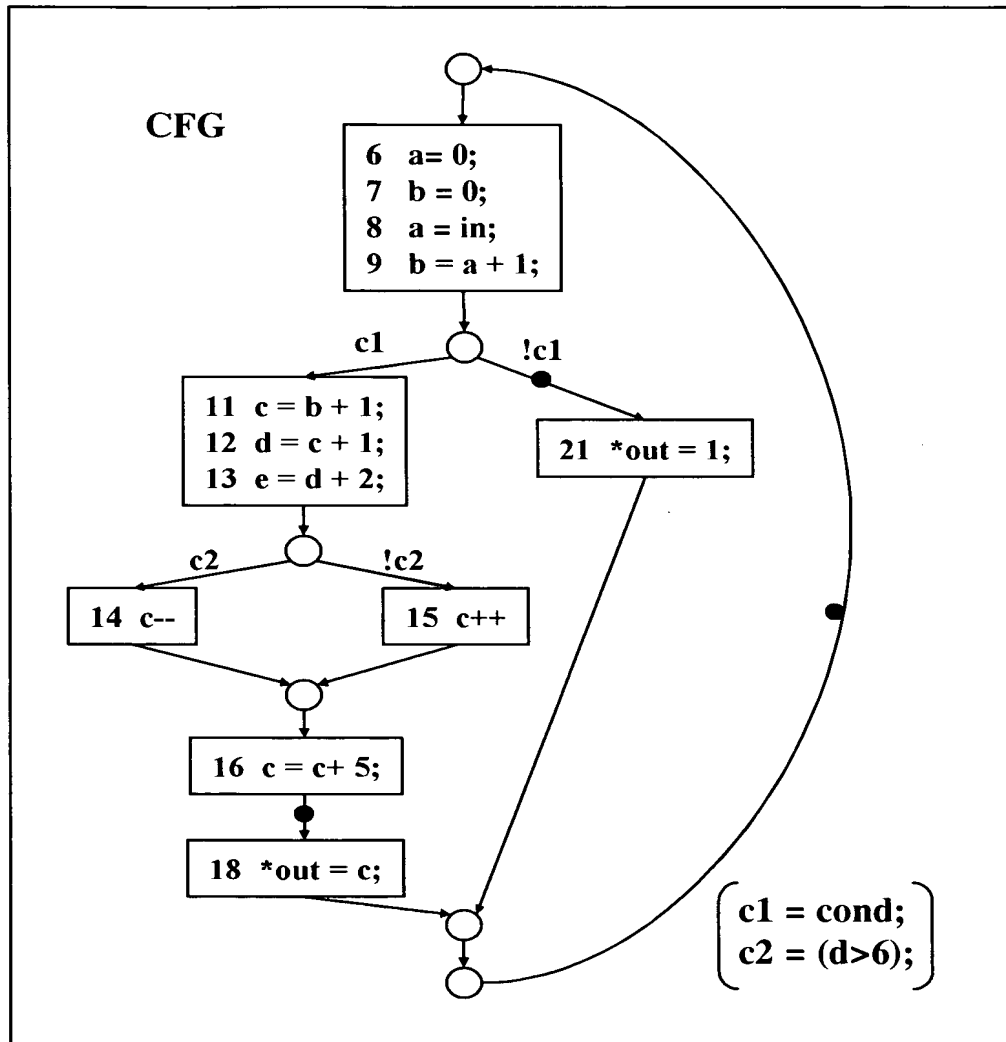 CFG
6 a= 0;
7 b = 0;
8 a = in;
9 b = a + 1;
c1
!c1
11 c = b + 1;
12 d = c + 1;
13 e = d + 2;
21 *out = 1;
c2
!c2
14 c--
15 c++
16 c = c+ 5;
18 *out = c;
c1 = cond;
c2 = (d>6);